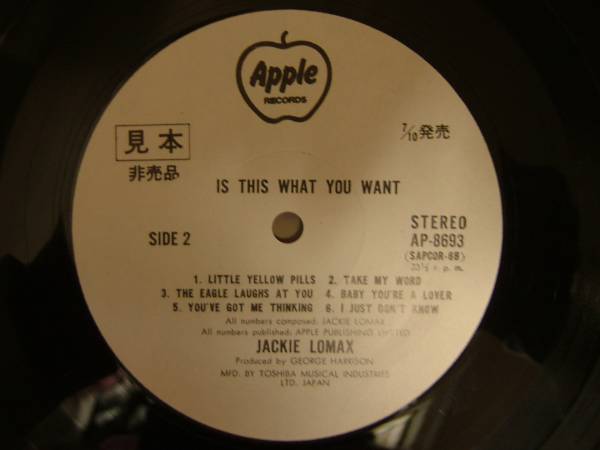 Apple
RECORDS
見本
7/10発売
非売品
IS THIS WHAT YOU WANT
SIDE 2
STEREO
AP-8693
(SAPCOR-8B)
33⅓ r.p.m.
1. LITTLE YELLOW PILLS 2. TAKE MY WORD
3. THE EAGLE LAUGHS AT YOU 4. BABY YOU'RE A LOVER
5. YOU'VE GOT ME THINKING 6. I JUST DON'T KNOW
All numbers composed: JACKIE LOMAX
All numbers published: APPLE PUBLISHING LIMITED
JACKIE LOMAX
Produced by GEORGE HARRISON
MFD. BY TOSHIBA MUSICAL INDUSTRIES
LTD. JAPAN